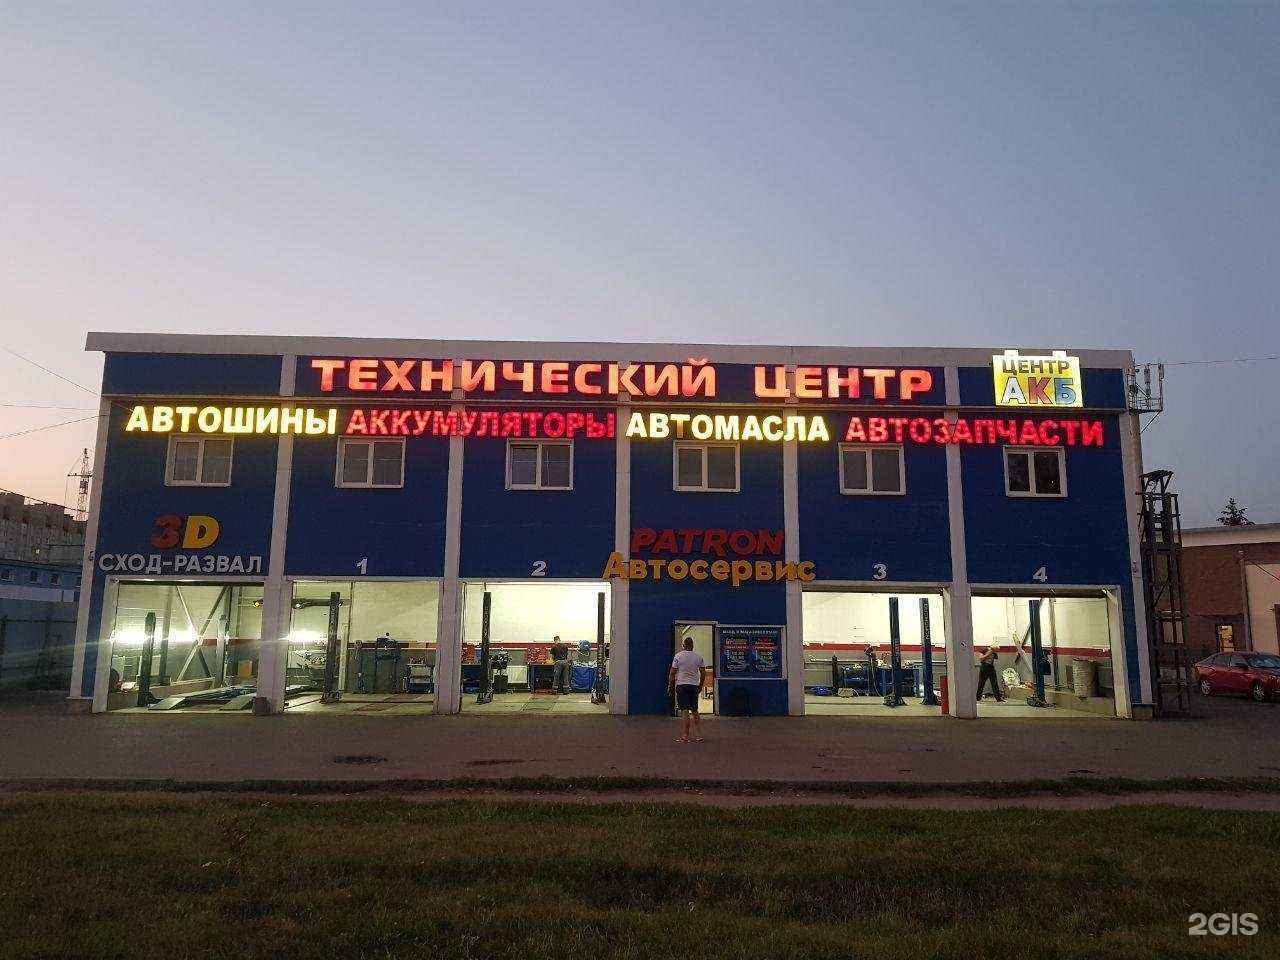 ТЕХНИЧЕСКИЙ ЦЕНТР
ЦЕНТР
АКБ
АВТОШИНЫ АККУМУЛЯТОРЫ АВТОМАСЛА АВТОЗАПЧАСТИ
3D
СХОД-РАЗВАЛ
1
2
PATRON
Автосервис
3
4
2GIS